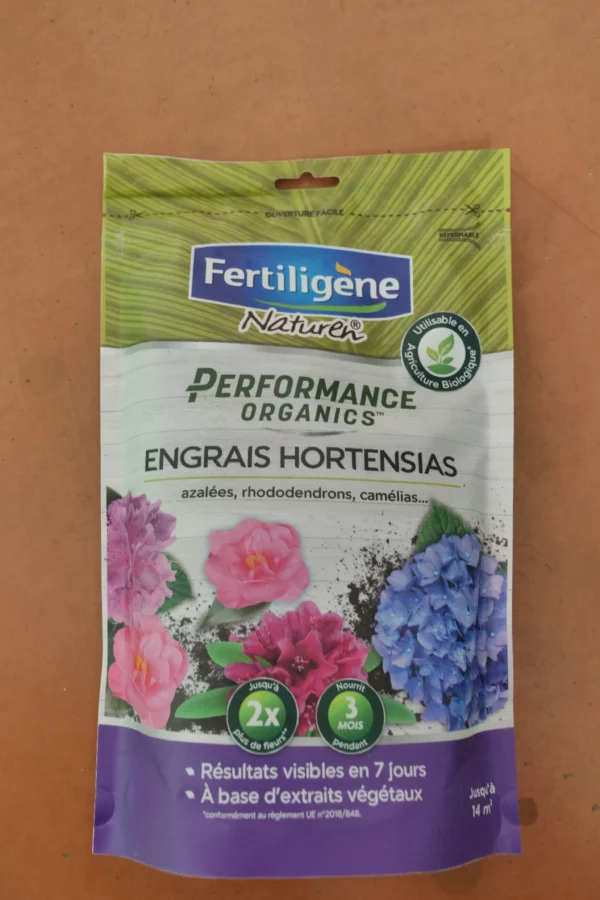 OUVERTURE FACILE
REFERMABLE
Fertiligène
Naturen®
Utilisable en
Agriculture Biologique*
PERFORMANCE
ORGANICS™
ENGRAIS HORTENSIAS
azalées, rhododendrons, camélias...
Jusqu'à
2x
plus de fleurs**
Nourrit
3
MOIS
pendant
• Résultats visibles en 7 jours
• À base d'extraits végétaux
*conformément au règlement UE n°2018/848.
Jusqu'à
14 m²